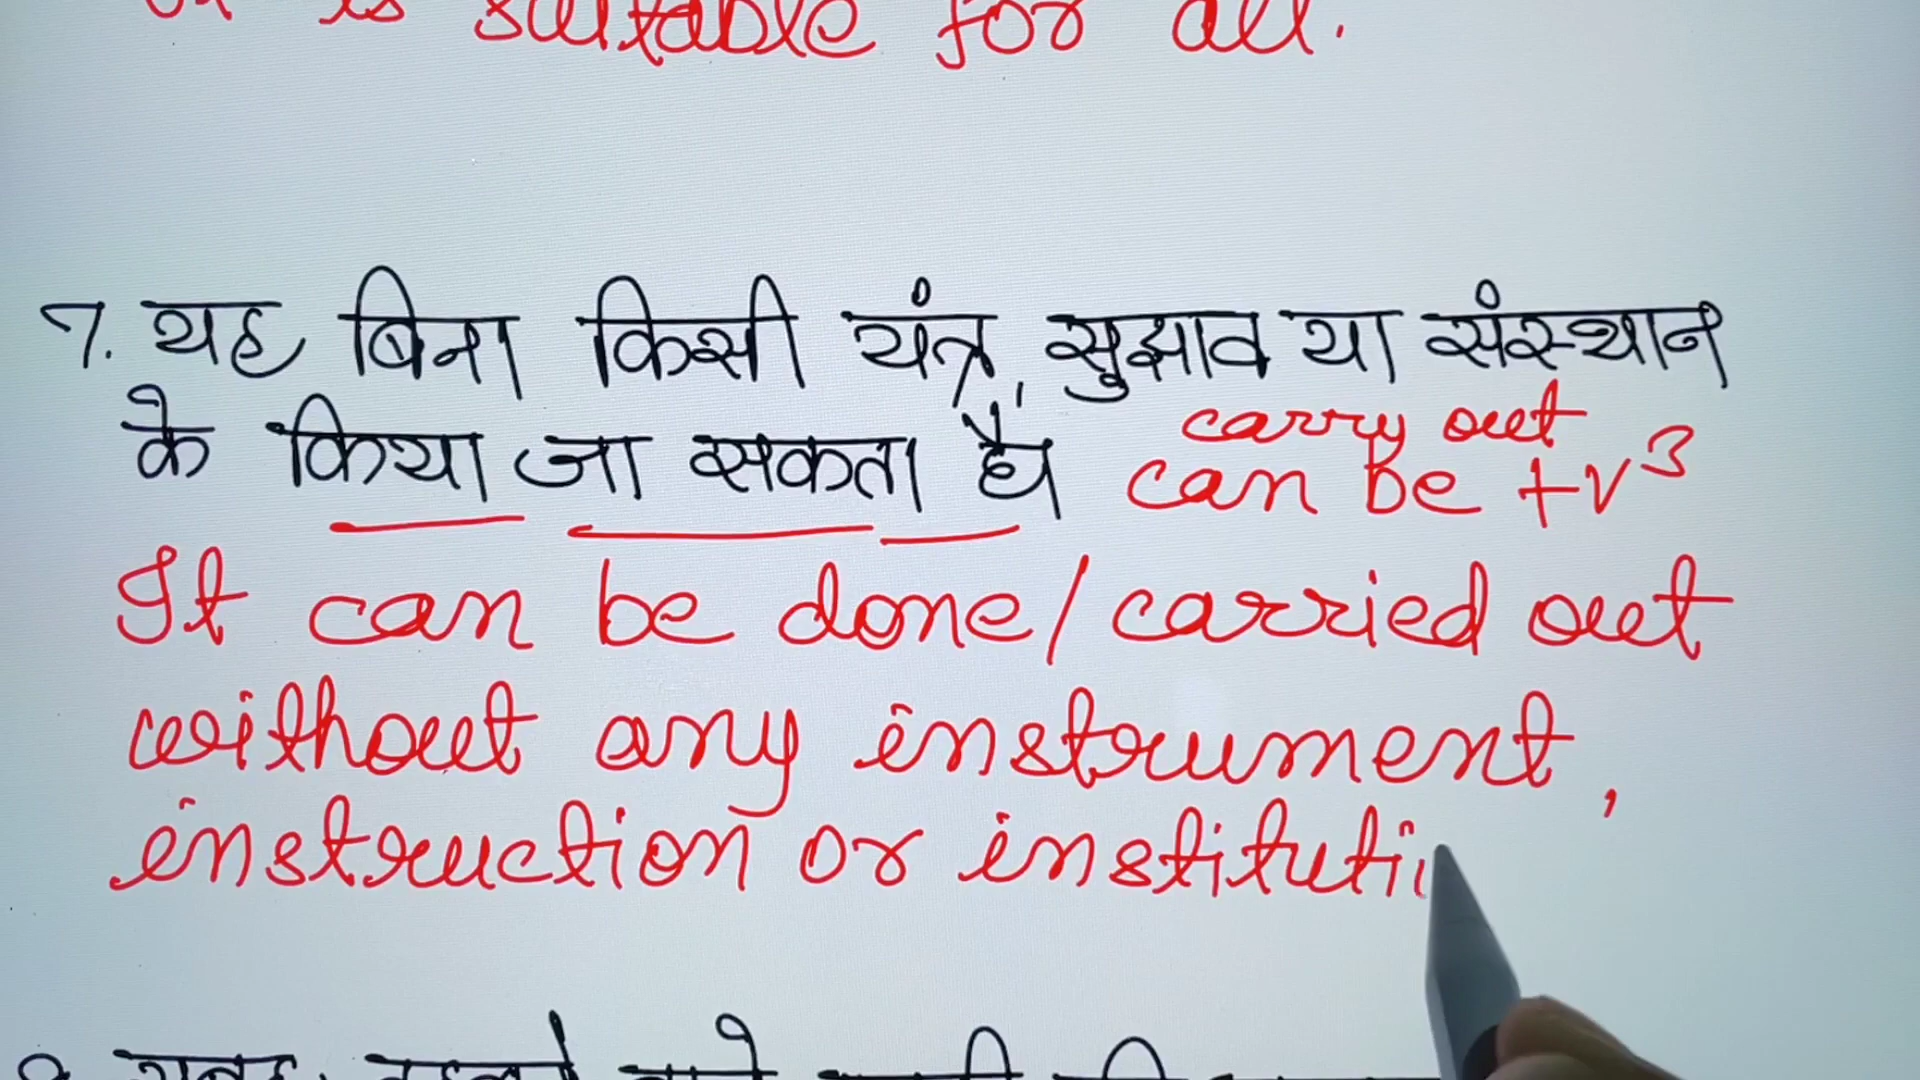 It is suitable for all.
7. यह बिना किसी यंत्र, सुझाव या संस्थान
के किया जा सकता है
carry out
can be + v3
It can be done/carried out
without any instrument,
instruction or instituti